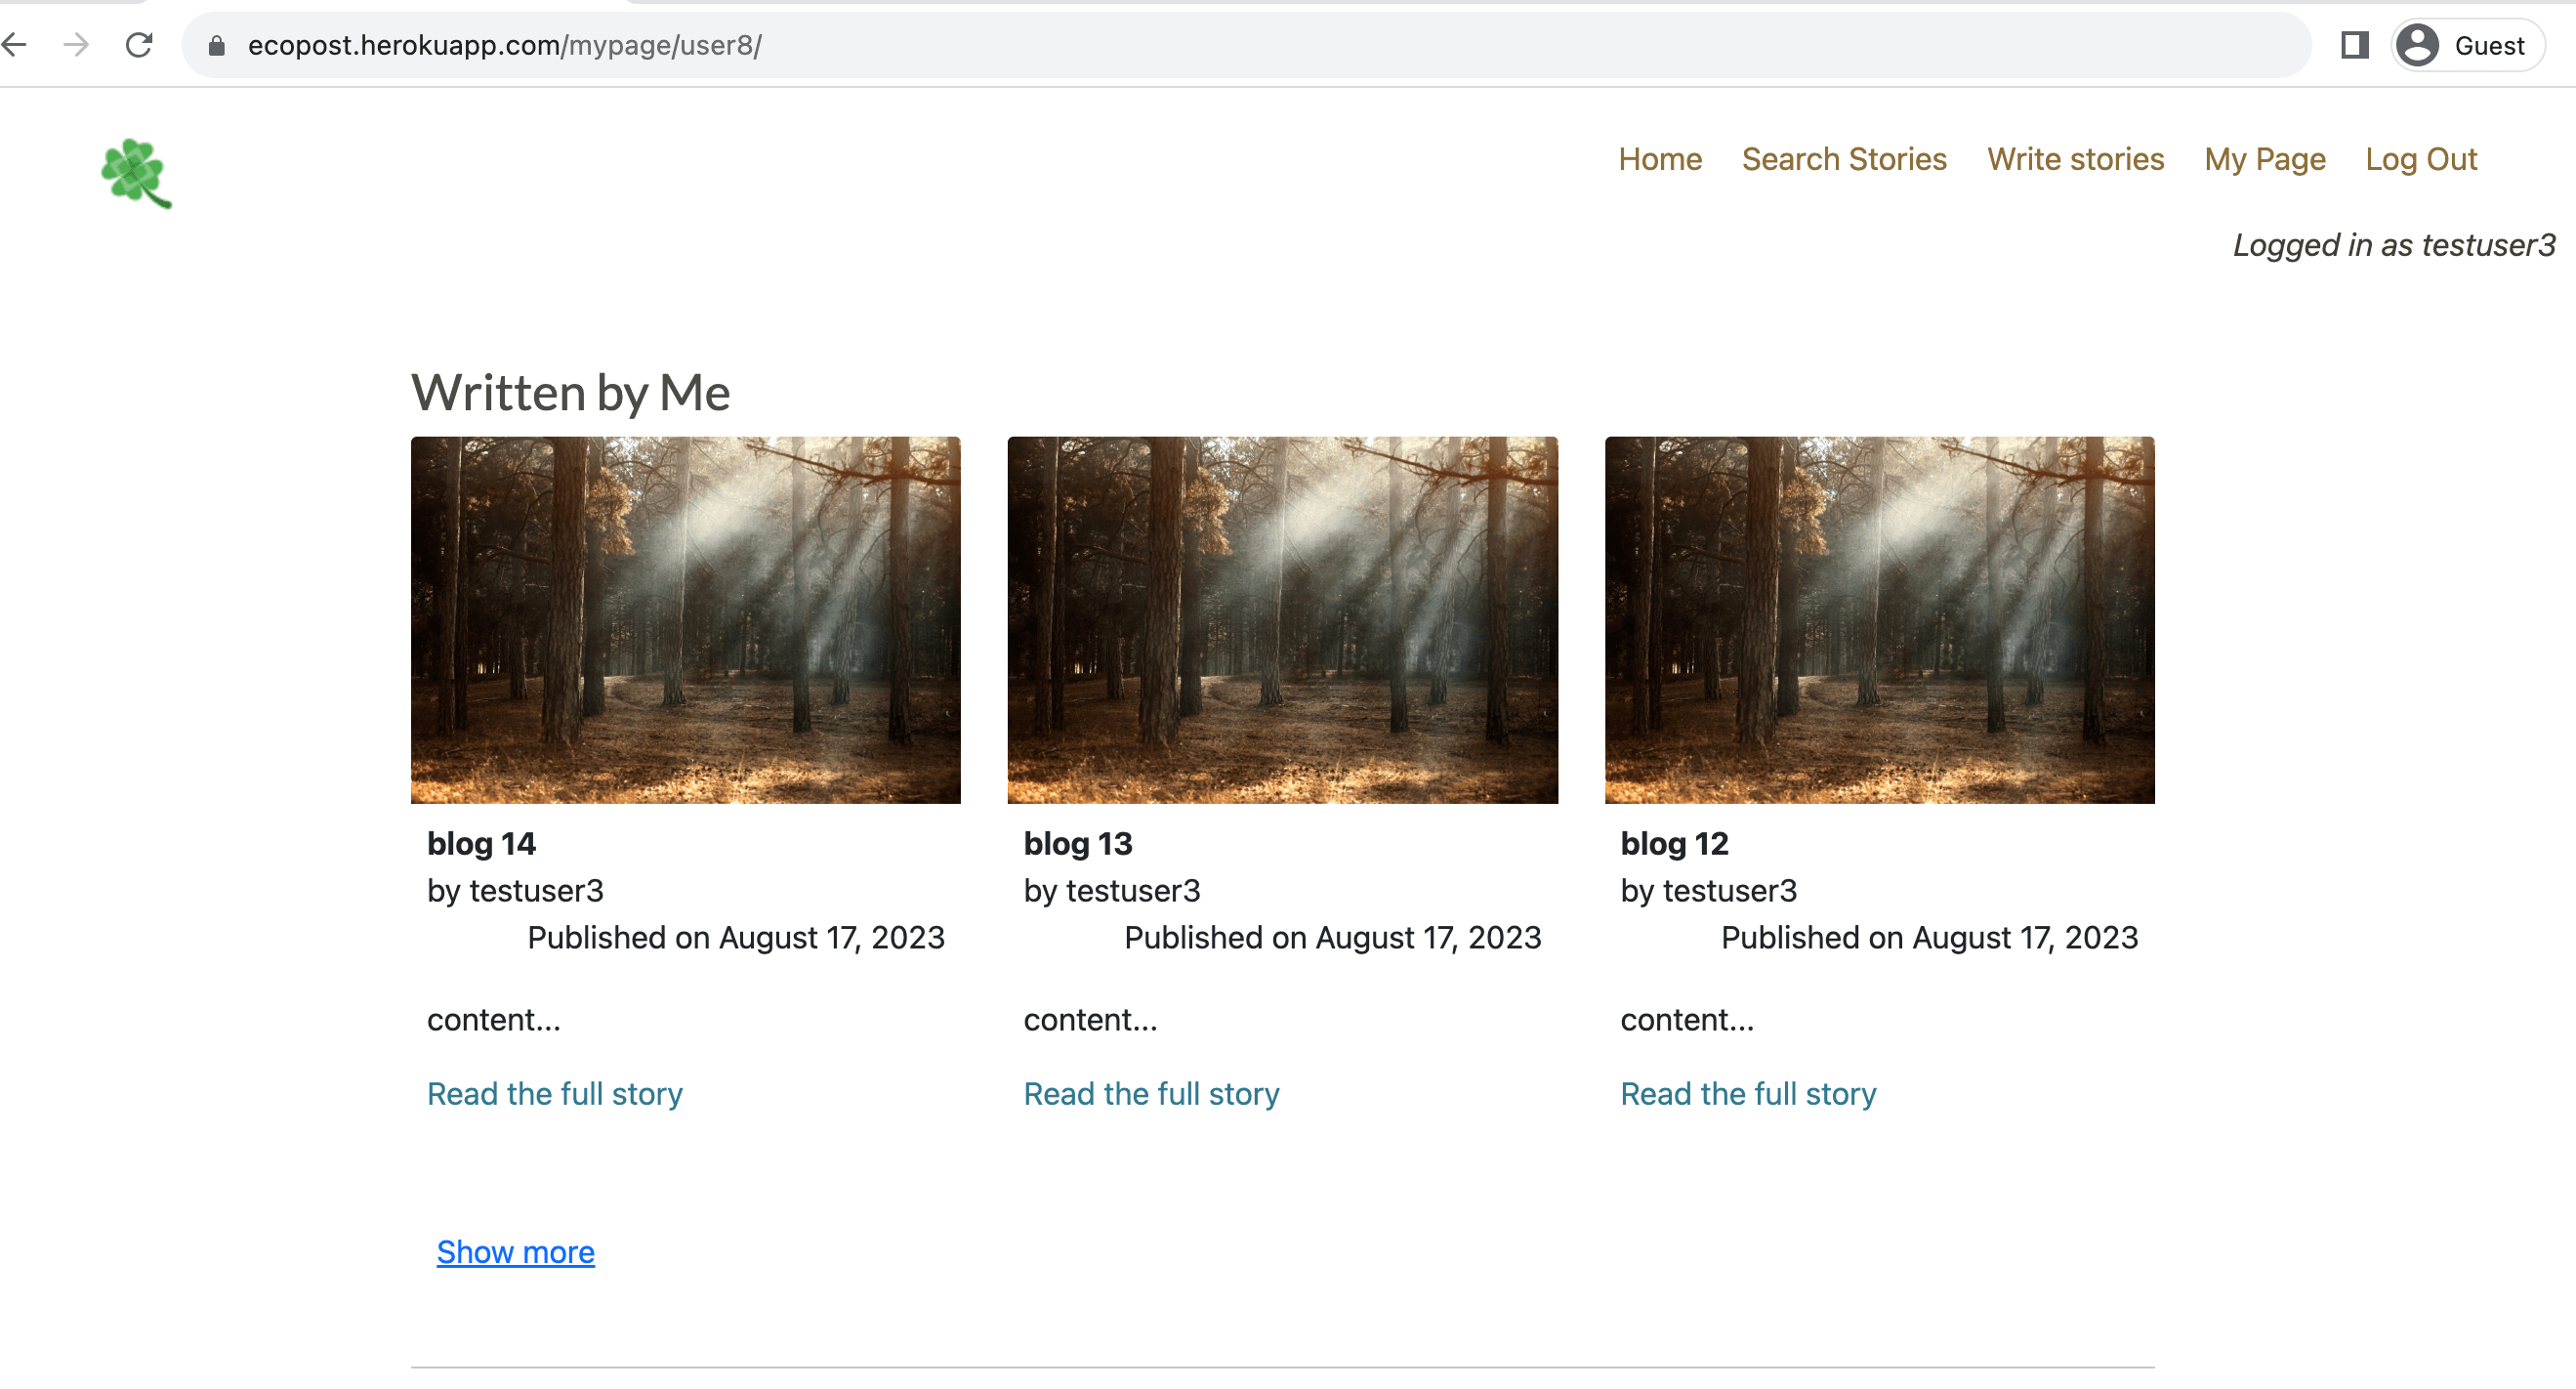 ecopost.herokuapp.com/mypage/user8/
Guest
Home Search Stories Write stories My Page Log Out
Logged in as testuser3
Written by Me
blog 14
by testuser3
Published on August 17, 2023
content...
Read the full story
blog 13
by testuser3
Published on August 17, 2023
content...
Read the full story
blog 12
by testuser3
Published on August 17, 2023
content...
Read the full story
Show more